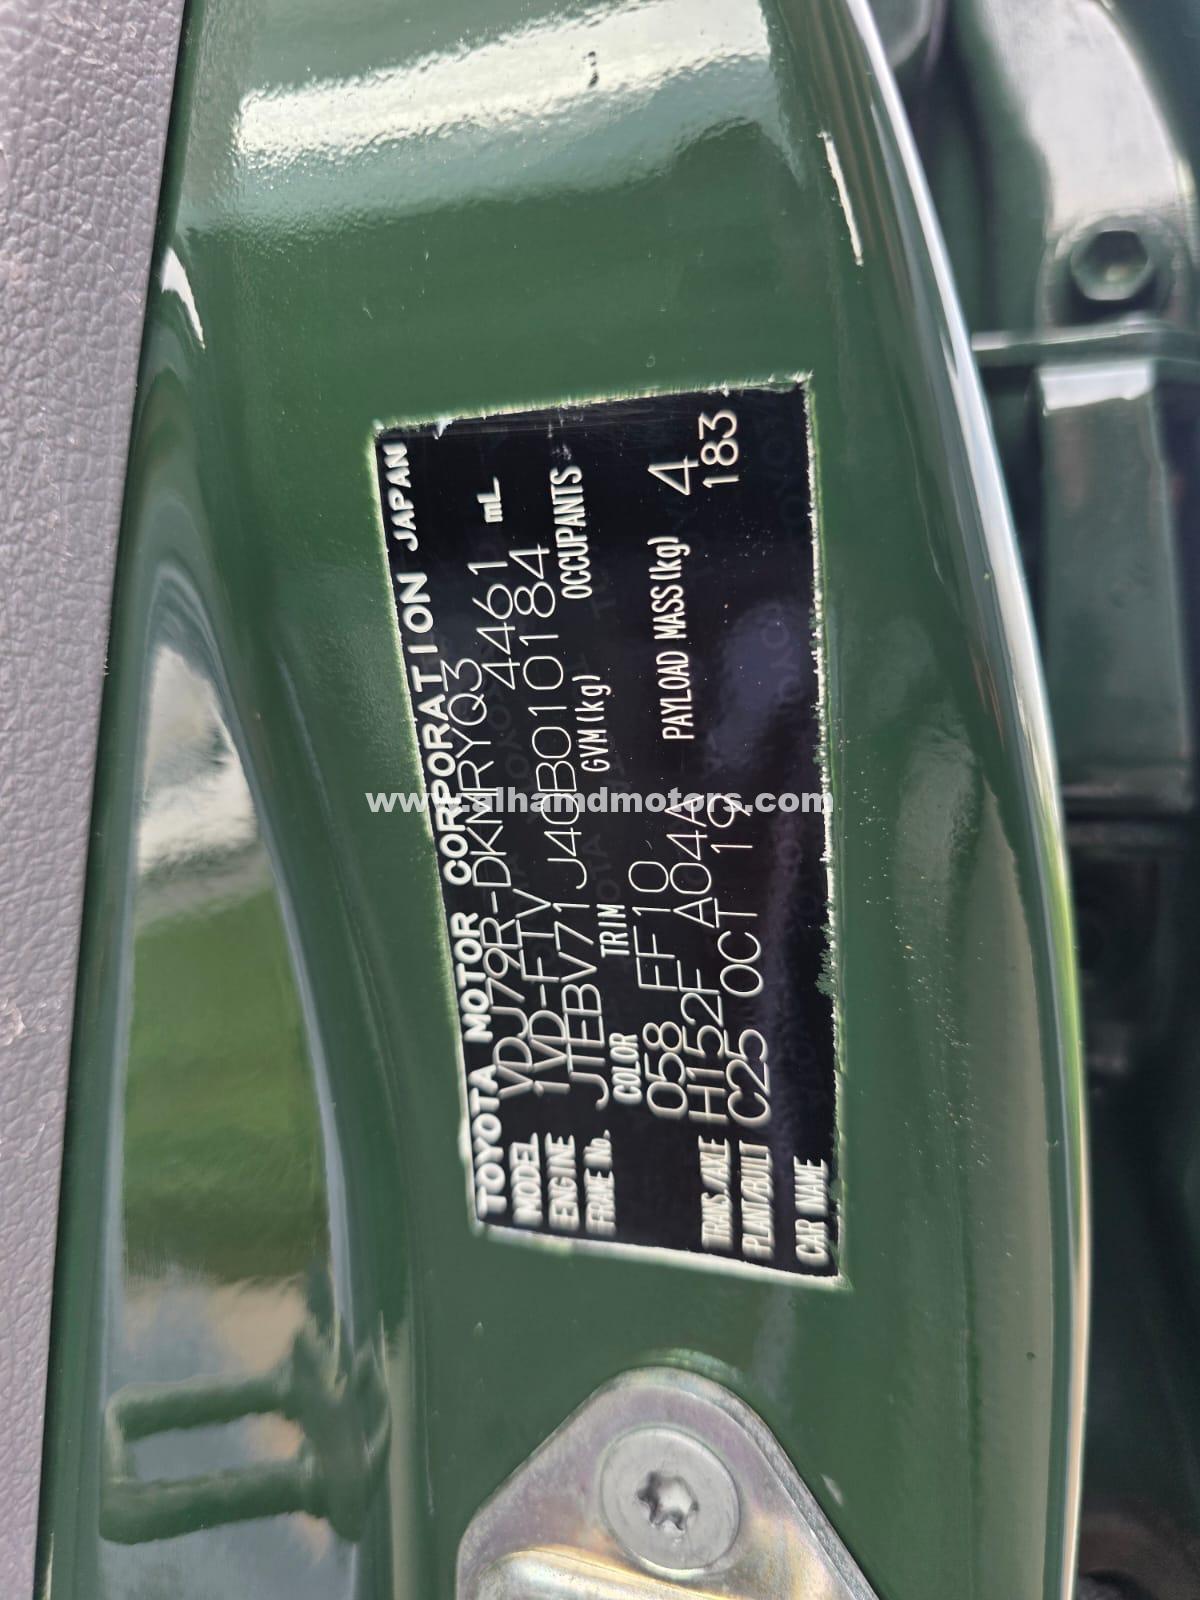 TOYOTA MOTOR CORPORATION JAPAN
MODEL VDJ79R-DKMRYQ3
ENGINE 1VD-FTV 4461 mL
FRAME No. JTEBV71J40B010184
COLOR TRIM GVM(kg) OCCUPANTS
058 FF10 4
TRANS./AXLE H152F A04A PAYLOAD MASS(kg) 183
PLANT/BUILT C25 OCT 19
CAR NAME
www.alhamdmotors.com